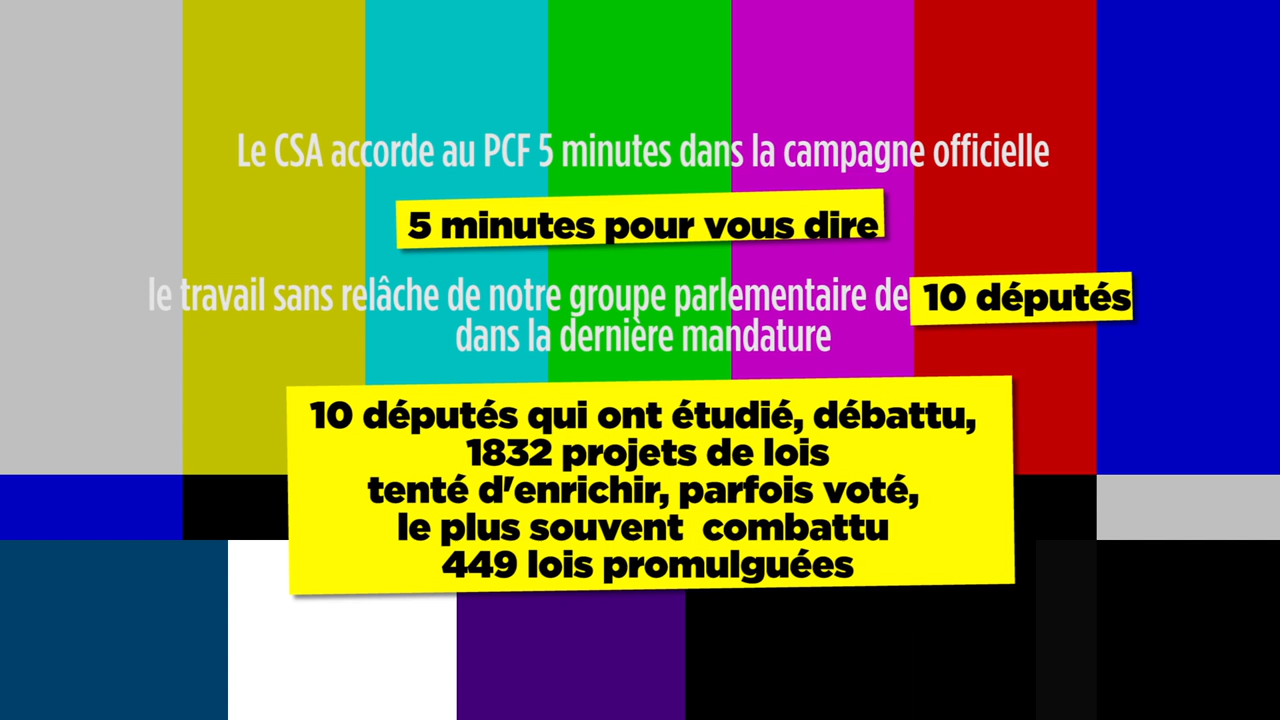 Le CSA accorde au PCF 5 minutes dans la campagne officielle
5 minutes pour vous dire
le travail sans relâche de notre groupe parlementaire de 10 députés
dans la dernière mandature
10 députés qui ont étudié, débattu,
1832 projets de lois
tenté d'enrichir, parfois voté,
le plus souvent combattu
449 lois promulguées